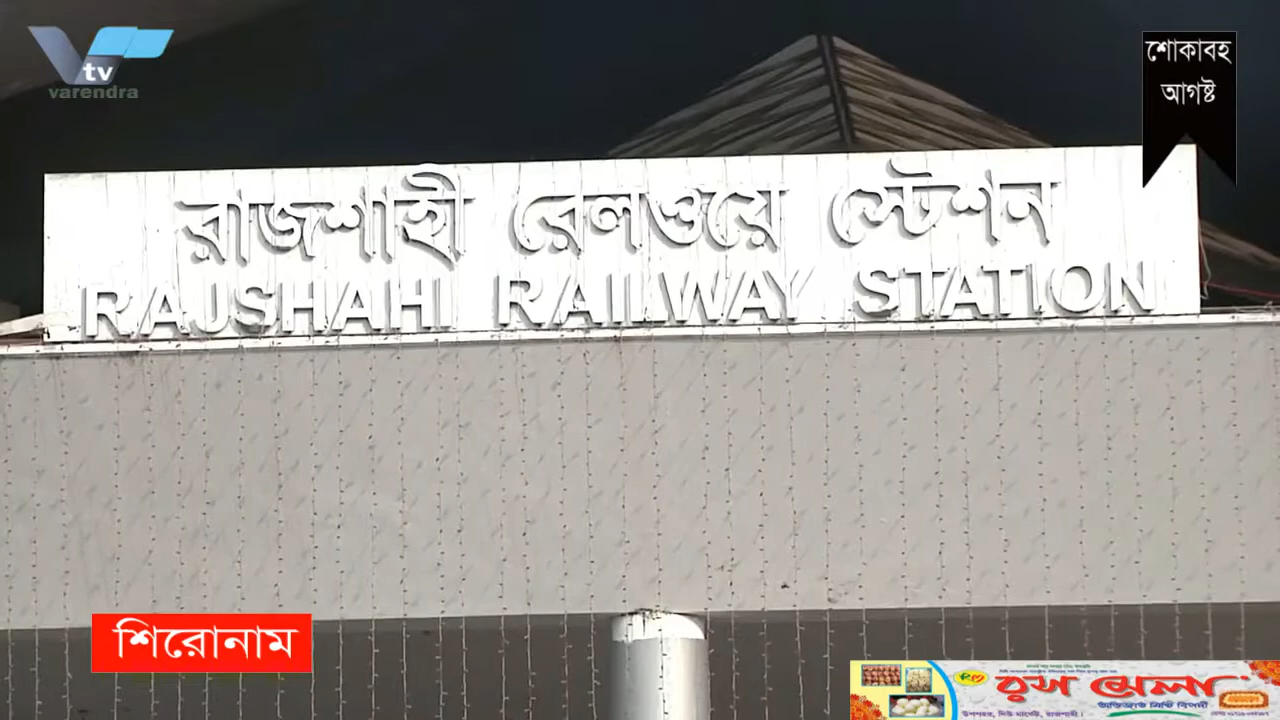 V tv
varendra
শোকাবহ
আগষ্ট
রাজশাহী রেলওয়ে স্টেশন
RAJSHAHI RAILWAY STATION
শিরোনাম